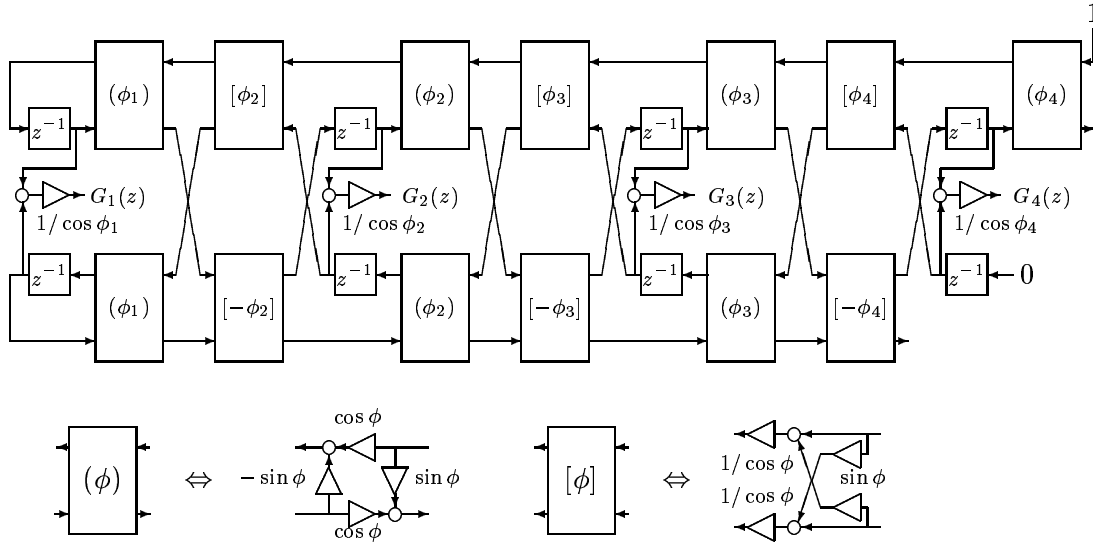 1
(ϕ₁) [ϕ₂] (ϕ₂) [ϕ₃] (ϕ₃) [ϕ₄] (ϕ₄)
z⁻¹ z⁻¹ z⁻¹ z⁻¹
G₁(z) G₂(z) G₃(z) G₄(z)
1/cos ϕ₁ 1/cos ϕ₂ 1/cos ϕ₃ 1/cos ϕ₄
z⁻¹ z⁻¹ z⁻¹ z⁻¹ 0
(ϕ₁) [−ϕ₂] (ϕ₂) [−ϕ₃] (ϕ₃) [−ϕ₄]
cos ϕ
(ϕ) ⇔ − sin ϕ sin ϕ
cos ϕ
[ϕ] ⇔ 1/cos ϕ sin ϕ
1/cos ϕ